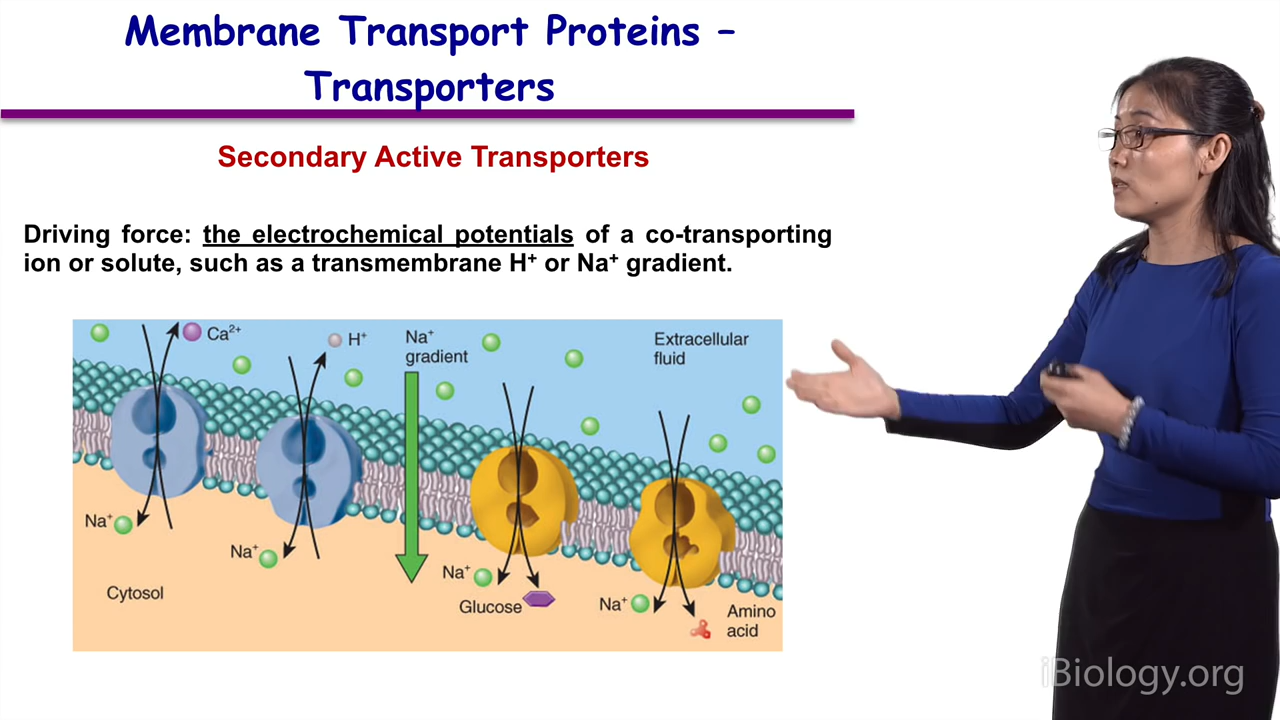 Membrane Transport Proteins –
Transporters
Secondary Active Transporters
Driving force: the electrochemical potentials of a co-transporting
ion or solute, such as a transmembrane H⁺ or Na⁺ gradient.
Ca²⁺
H⁺
Na⁺
gradient
Extracellular
fluid
Na⁺
Na⁺
Na⁺
Glucose
Na⁺
Amino
acid
Cytosol
iBiology.org